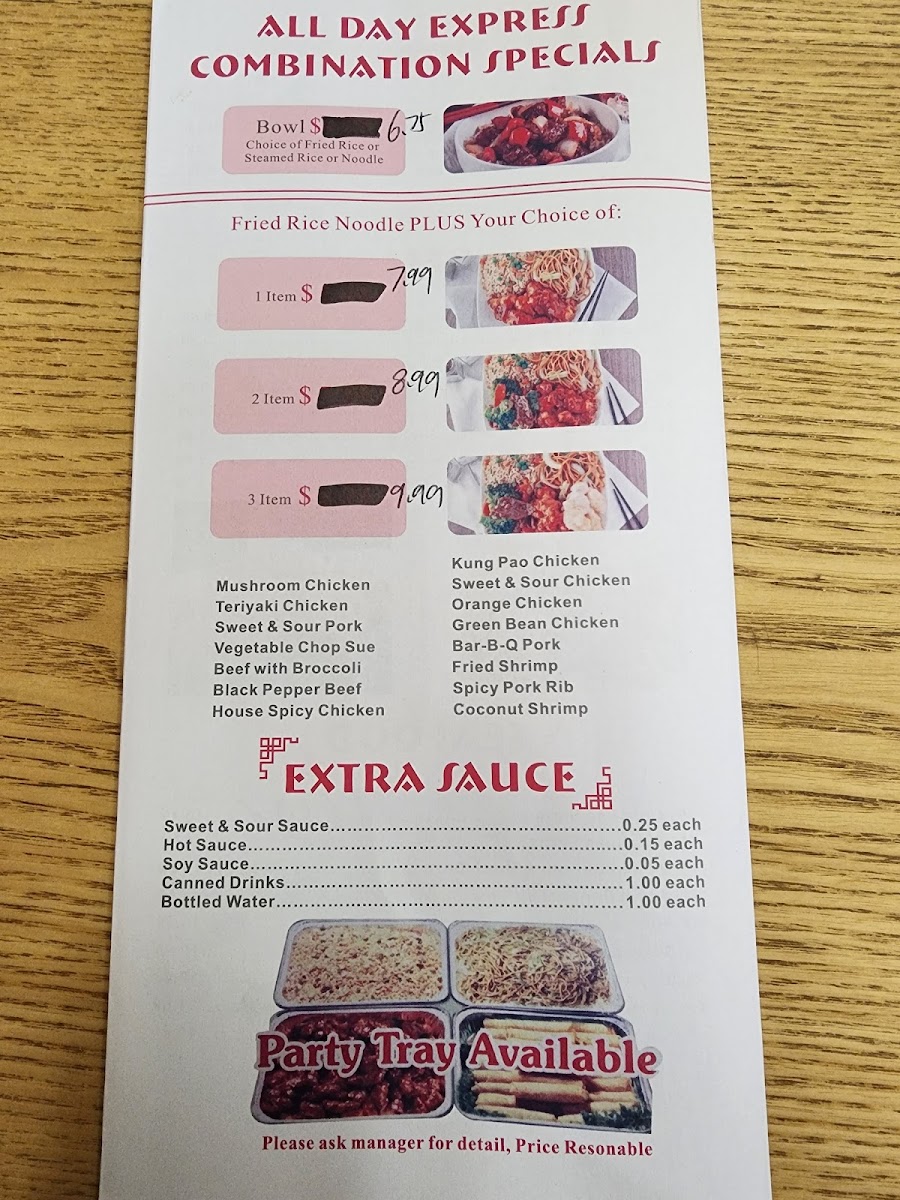 ALL DAY EXPRESS
COMBINATION SPECIALS
Bowl $ 6.75
Choice of Fried Rice or
Steamed Rice or Noodle
Fried Rice Noodle PLUS Your Choice of:
1 Item $ 7.99
2 Item $ 8.99
3 Item $ 9.99
Mushroom Chicken
Teriyaki Chicken
Sweet & Sour Pork
Vegetable Chop Sue
Beef with Broccoli
Black Pepper Beef
House Spicy Chicken
Kung Pao Chicken
Sweet & Sour Chicken
Orange Chicken
Green Bean Chicken
Bar-B-Q Pork
Fried Shrimp
Spicy Pork Rib
Coconut Shrimp
EXTRA SAUCE
Sweet & Sour Sauce.....................................................0.25 each
Hot Sauce..................................................................0.15 each
Soy Sauce..................................................................0.05 each
Canned Drinks............................................................1.00 each
Bottled Water..............................................................1.00 each
Party Tray Available
Please ask manager for detail, Price Resonable